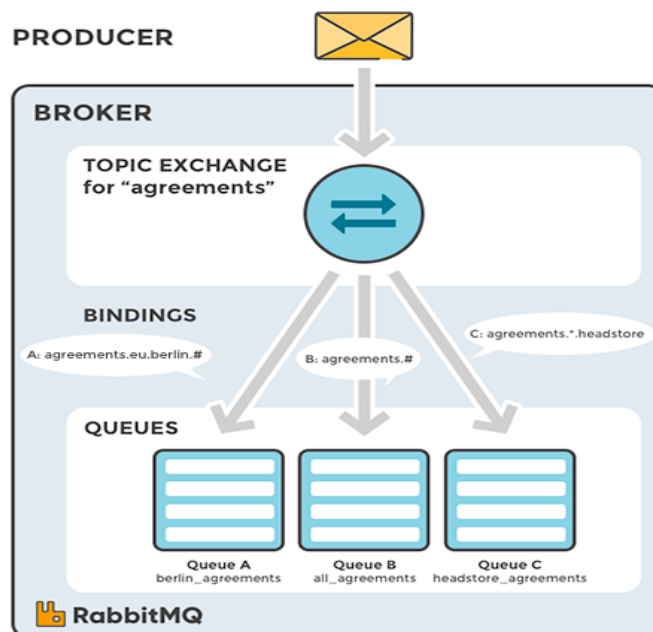 PRODUCER
BROKER
TOPIC EXCHANGE
for “agreements”
BINDINGS
A: agreements.eu.berlin.#
B: agreements.#
C: agreements.*.headstore
QUEUES
Queue A
berlin_agreements
Queue B
all_agreements
Queue C
headstore_agreements
RabbitMQ